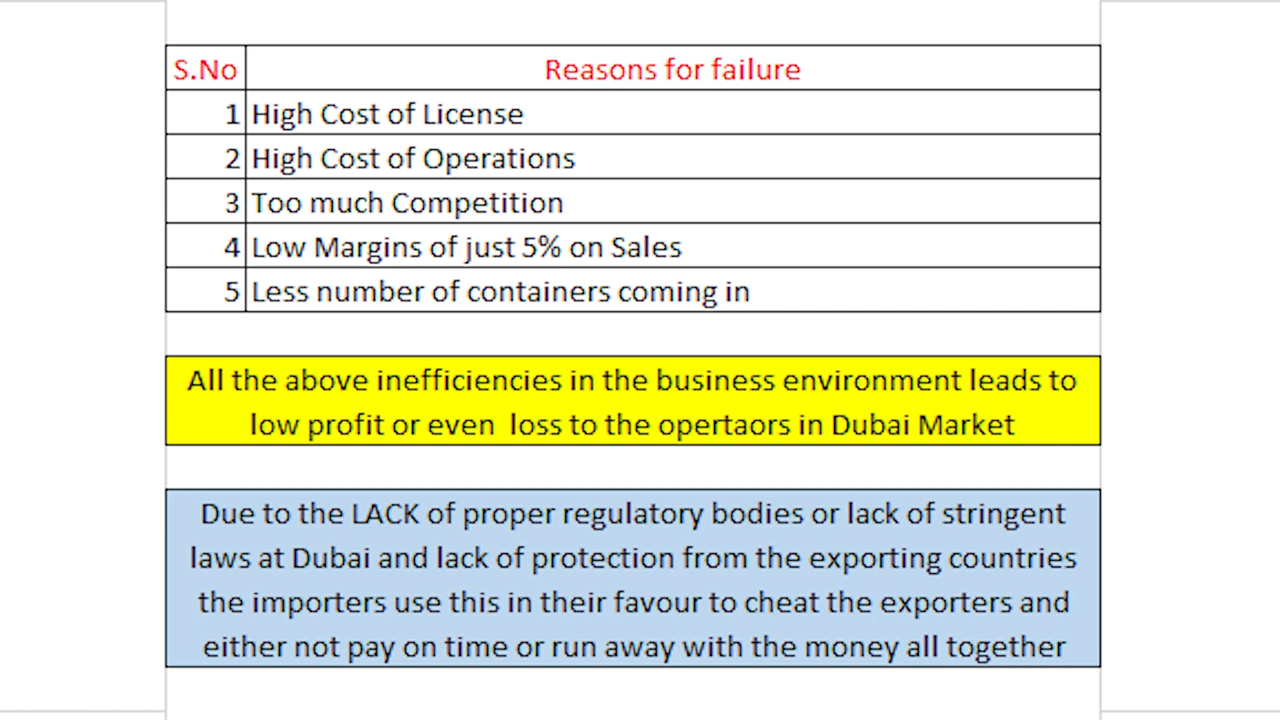 S.No Reasons for failure
1 High Cost of License
2 High Cost of Operations
3 Too much Competition
4 Low Margins of just 5% on Sales
5 Less number of containers coming in
All the above inefficiencies in the business environment leads to
low profit or even  loss to the opertaors in Dubai Market
Due to the LACK of proper regulatory bodies or lack of stringent
laws at Dubai and lack of protection from the exporting countries
the importers use this in their favour to cheat the exporters and
either not pay on time or run away with the money all together